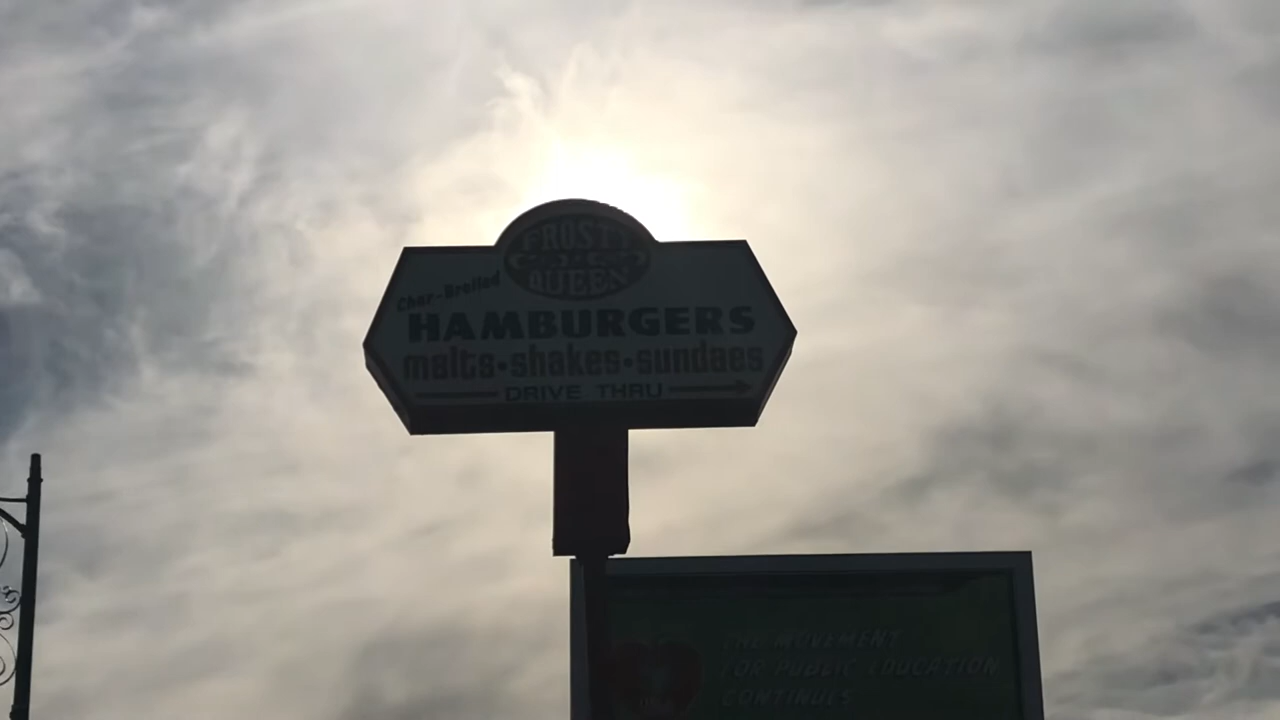 FROSTY
QUEEN
Char-Broiled
HAMBURGERS
malts•shakes•sundaes
DRIVE THRU
THE MOVEMENT
FOR PUBLIC EDUCATION
CONTINUES